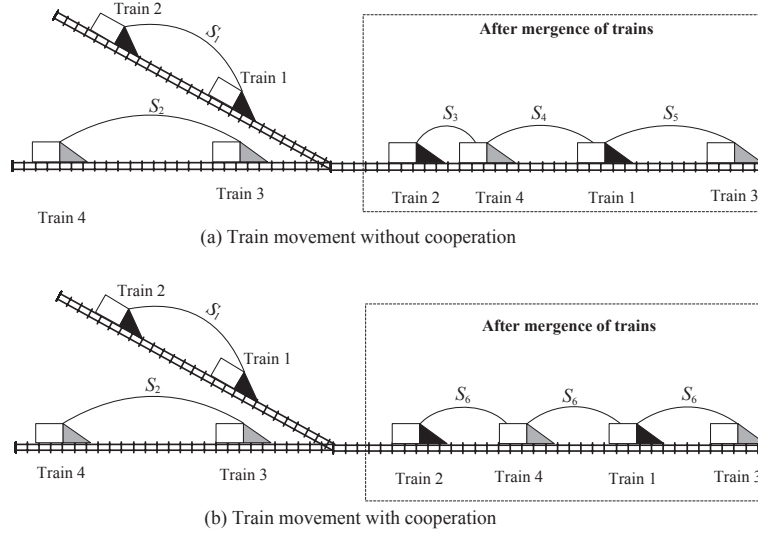 Train 2
S1
Train 1
S2
Train 3
Train 4
After mergence of trains
S3
S4
S5
Train 2
Train 4
Train 1
Train 3
(a) Train movement without cooperation
Train 2
S1
Train 1
S2
Train 4
Train 3
After mergence of trains
S6
S6
S6
Train 2
Train 4
Train 1
Train 3
(b) Train movement with cooperation